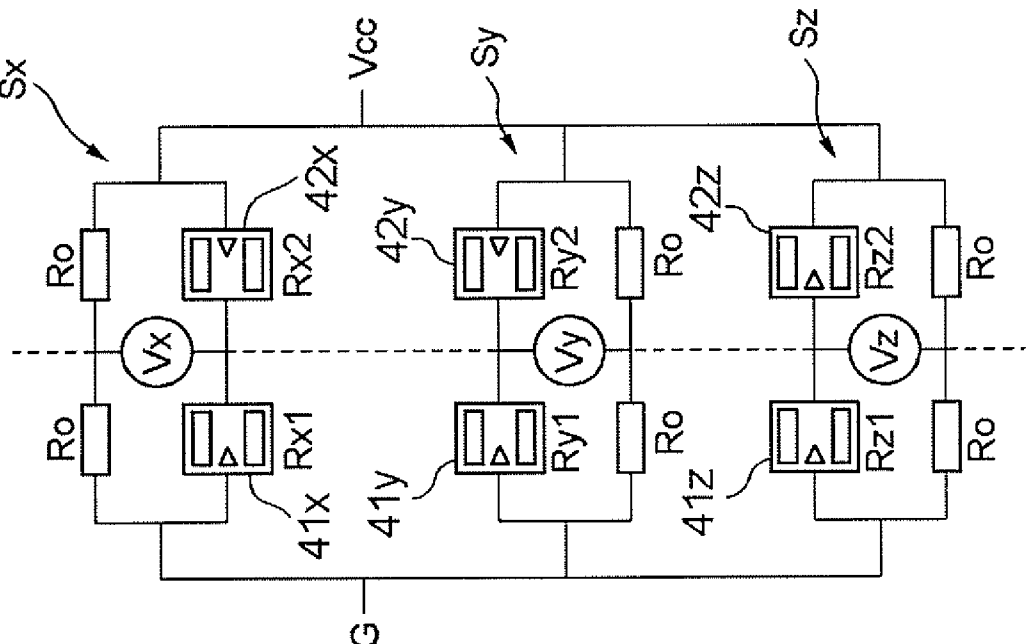 Sx
Ro
Ro
Vx
Rx1
Rx2
41x
42x
G
Vcc
41y
42y
Sy
Vy
Ry1
Ry2
Ro
Ro
41z
42z
Sz
Rz1
Vz
Rz2
Ro
Ro